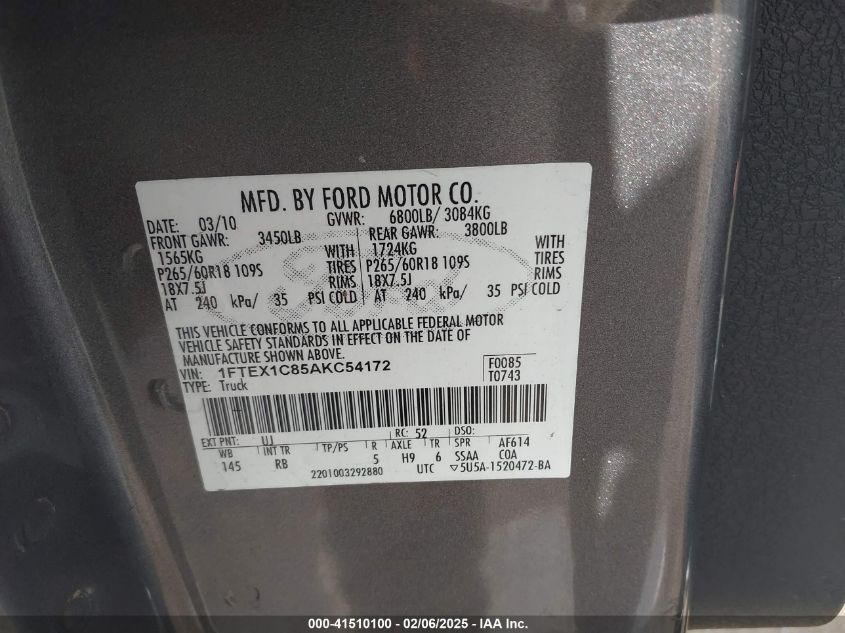 MFD. BY FORD MOTOR CO.
DATE: 03/10 GVWR: 6800LB/ 3084KG
FRONT GAWR: 3450LB REAR GAWR: 3800LB
1565KG WITH 1724KG WITH
P265/60R18 109S TIRES P265/60R18 109S TIRES
18X7.5J RIMS 18X7.5J RIMS
AT 240 kPa/ 35 PSI COLD AT 240 kPa/ 35 PSI COLD
THIS VEHICLE CONFORMS TO ALL APPLICABLE FEDERAL MOTOR
VEHICLE SAFETY STANDARDS IN EFFECT ON THE DATE OF
MANUFACTURE SHOWN ABOVE.
VIN: 1FTEX1C85AKC54172 F0085
TYPE: Truck T0743
EXT PNT: UJ RC: 52 DSO:
WB INT TR TP/PS R AXLE TR SPR AF614
145 RB 5 H9 6 SSAA COA
2201003292880 UTC ▽5U5A-1520472-BA
Ford
000-41510100 - 02/06/2025 - IAA Inc.